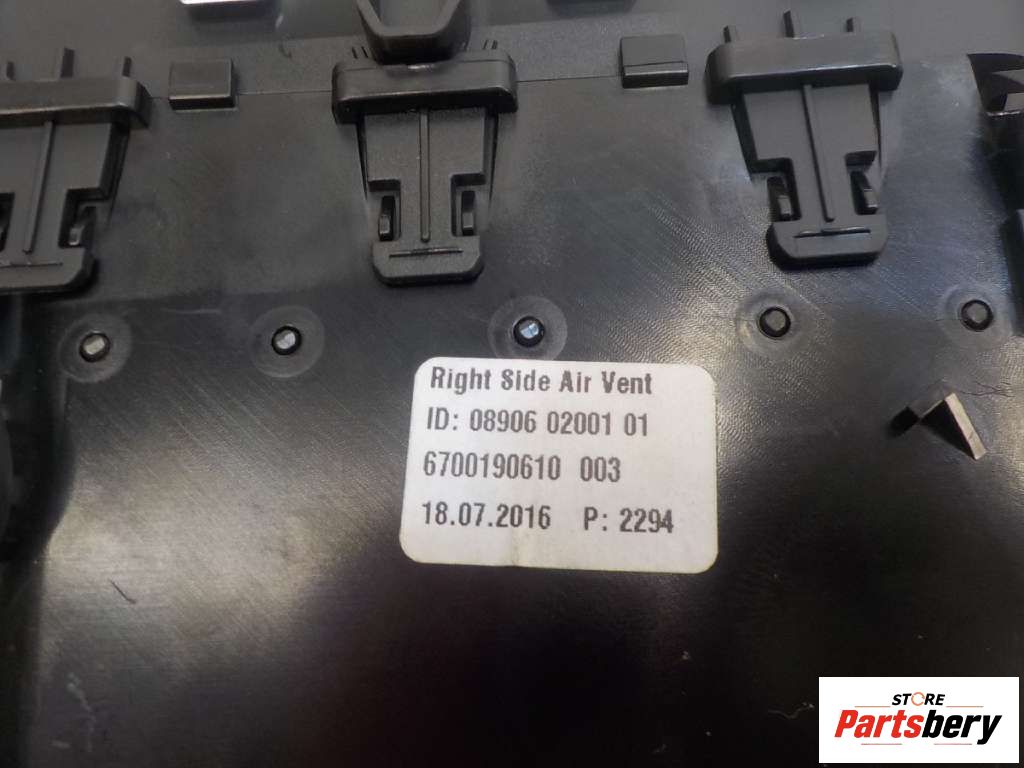 Right Side Air Vent
ID: 08906 02001 01
6700190610 003
18.07.2016 P: 2294
STORE
Partsbery